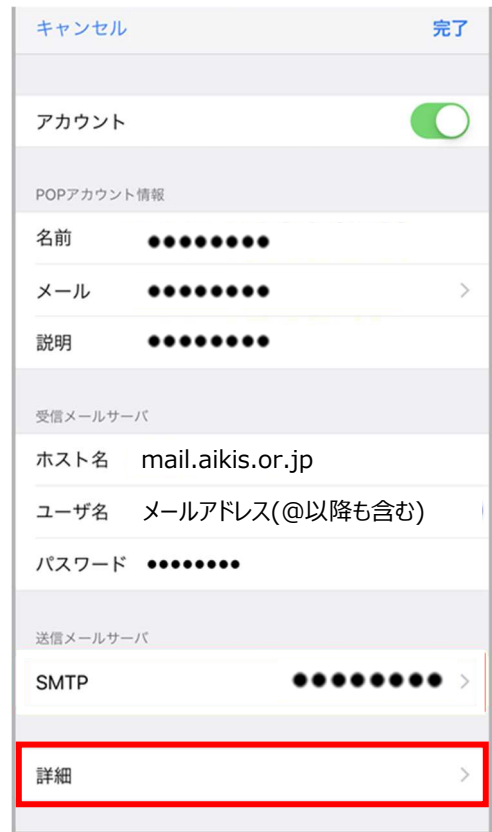 キャンセル 完了
アカウント
POPアカウント情報
名前 ●●●●●●●●
メール ●●●●●●●● >
説明 ●●●●●●●●
受信メールサーバ
ホスト名 mail.aikis.or.jp
ユーザ名 メールアドレス(@以降も含む)
パスワード ●●●●●●●●
送信メールサーバ
SMTP ●●●●●●●● >
詳細 >